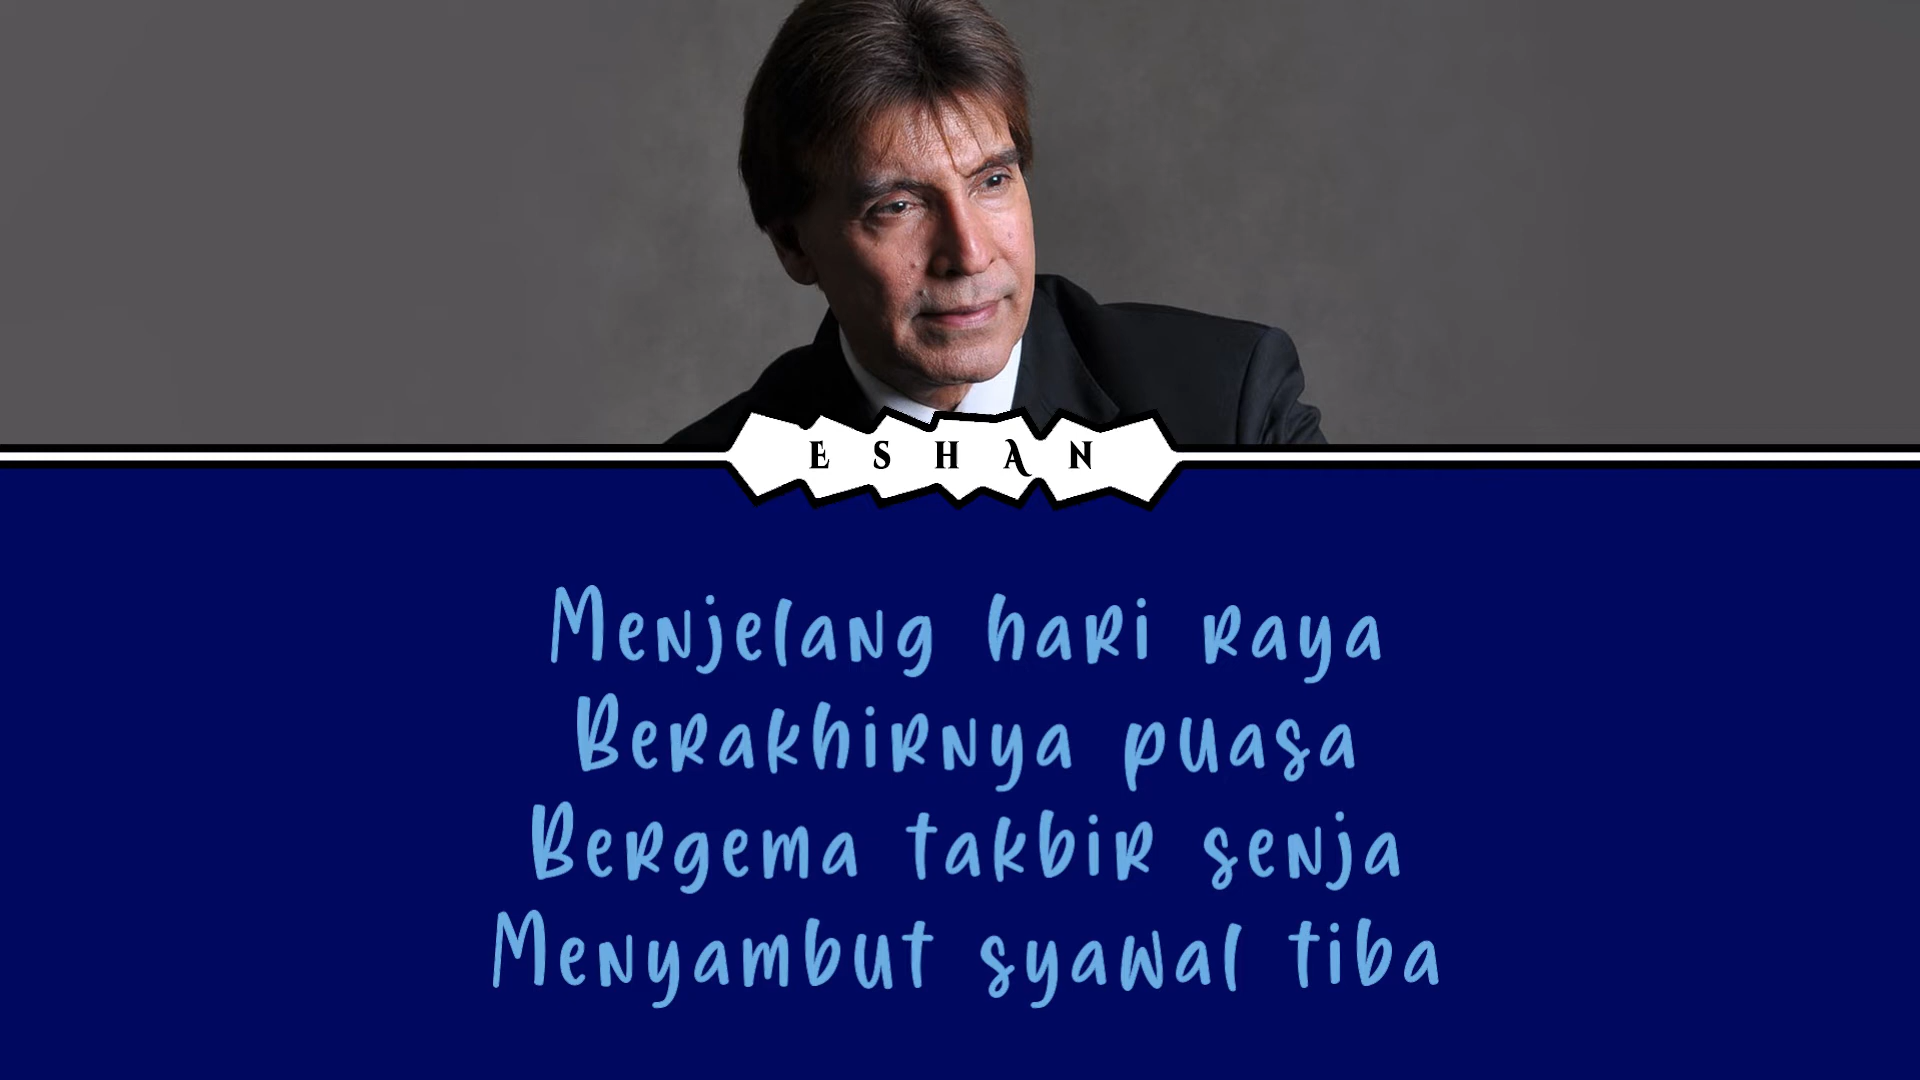 ESHAN
Menjelang hari raya
Berakhirnya puasa
Bergema takbir senja
Menyambut syawal tiba